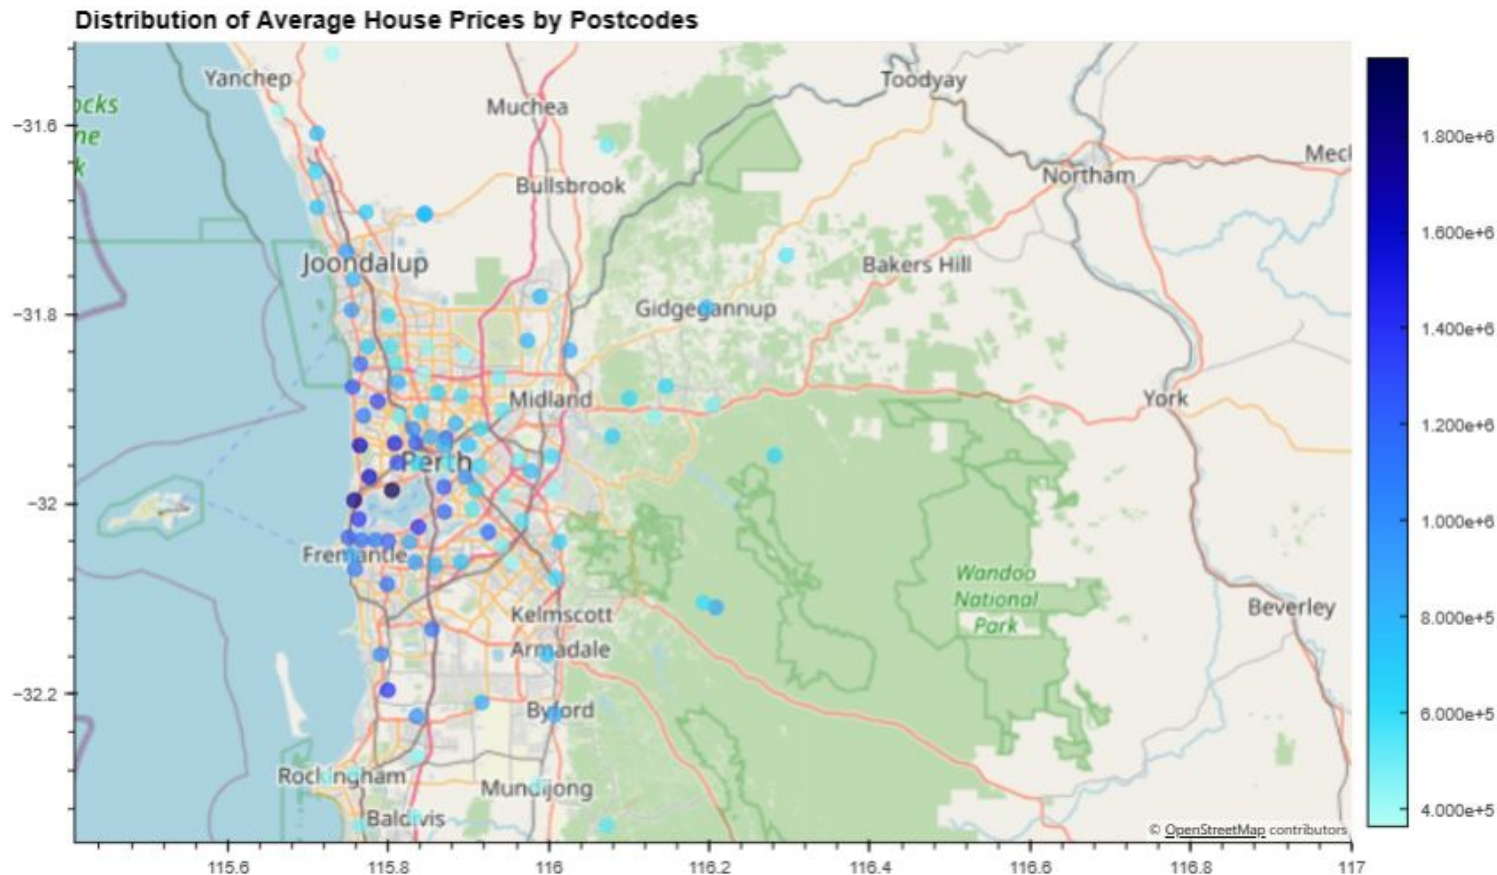 Distribution of Average House Prices by Postcodes
Yanchep
Toodyay
Muchea
ocks
ne
k
−31.6
1.800e+6
Meck
Northam
Bullsbrook
1.600e+6
Joondalup
Bakers Hill
Gidgegannup
−31.8
1.400e+6
Midland
York
1.200e+6
Perth
−32
1.000e+6
Fremantle
Wandoo
National
Park
Kelmscott
Beverley
8.000e+5
Armadale
−32.2
Byford
6.000e+5
Rockingham
Mundijong
Baldivis
4.000e+5
© OpenStreetMap contributors
115.6
115.8
116
116.2
116.4
116.6
116.8
117